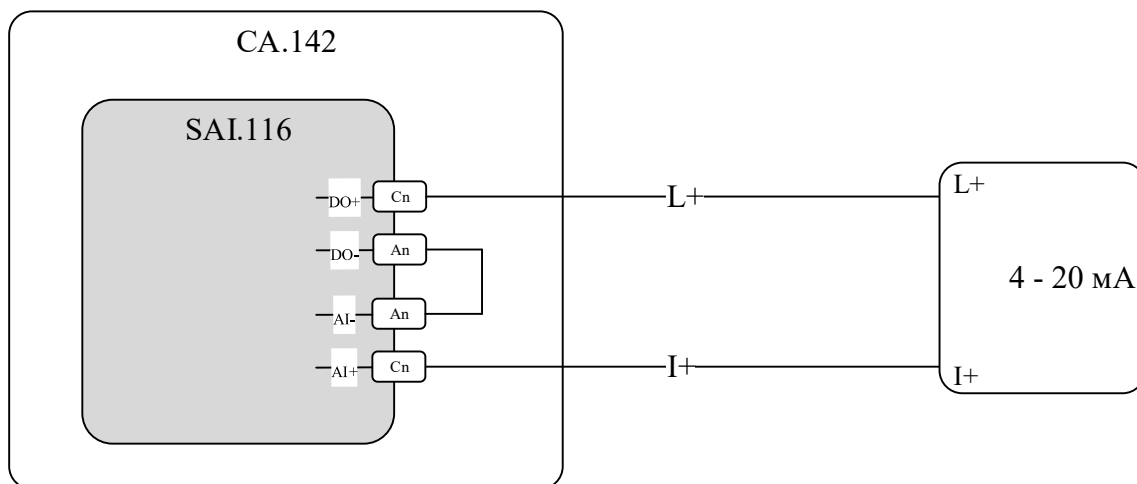 CA.142
SAI.116
DO+ Cn L+ L+
DO- An
4 - 20 мА
AI- An
AI+ Cn I+ I+